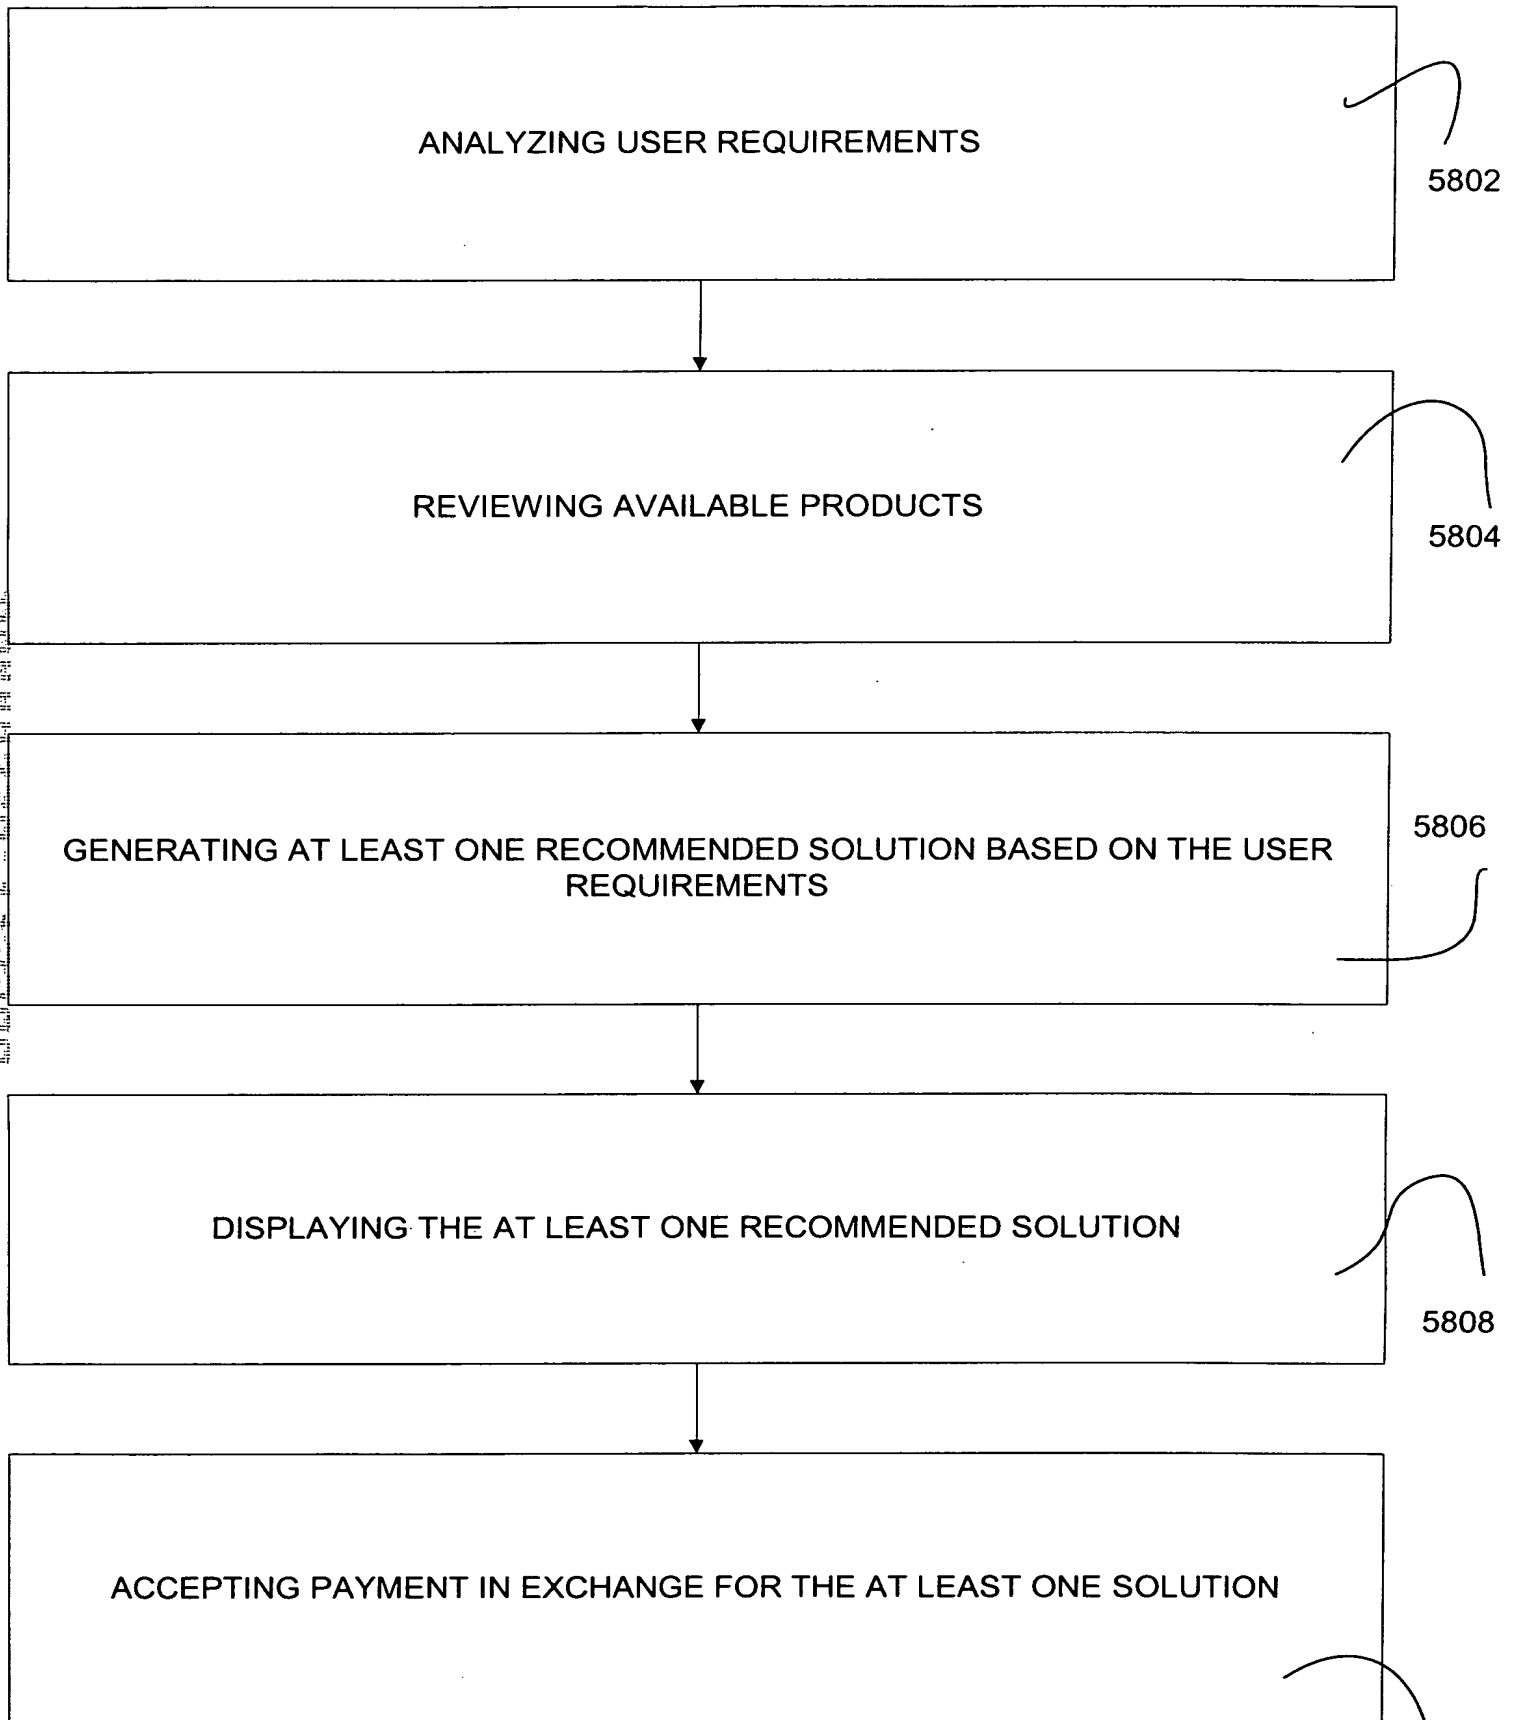 ANALYZING USER REQUIREMENTS
5802
REVIEWING AVAILABLE PRODUCTS
5804
5806
GENERATING AT LEAST ONE RECOMMENDED SOLUTION BASED ON THE USER
REQUIREMENTS
DISPLAYING THE AT LEAST ONE RECOMMENDED SOLUTION
5808
ACCEPTING PAYMENT IN EXCHANGE FOR THE AT LEAST ONE SOLUTION